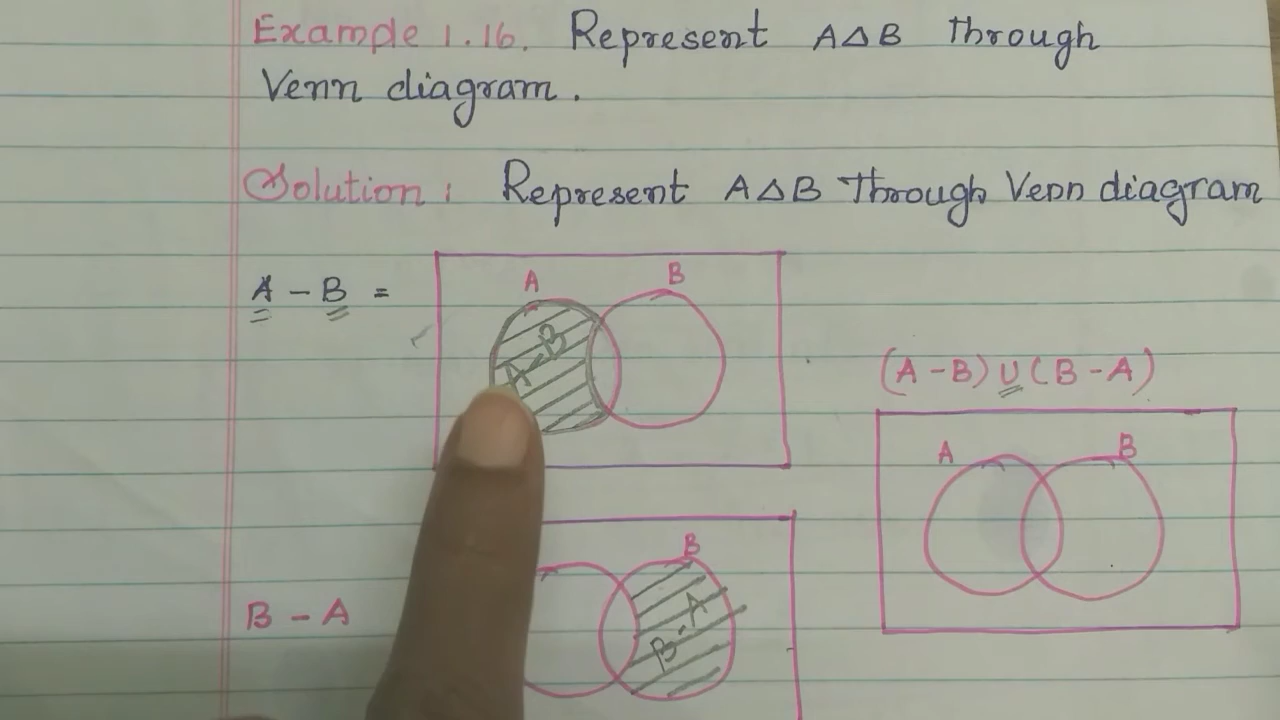 Example 1.16. Represent A∆B Through
Venn diagram.
Solution: Represent A∆B Through Venn diagram
A - B =
A B
A-B
(A-B) U (B-A)
A B
B - A
B
B-A